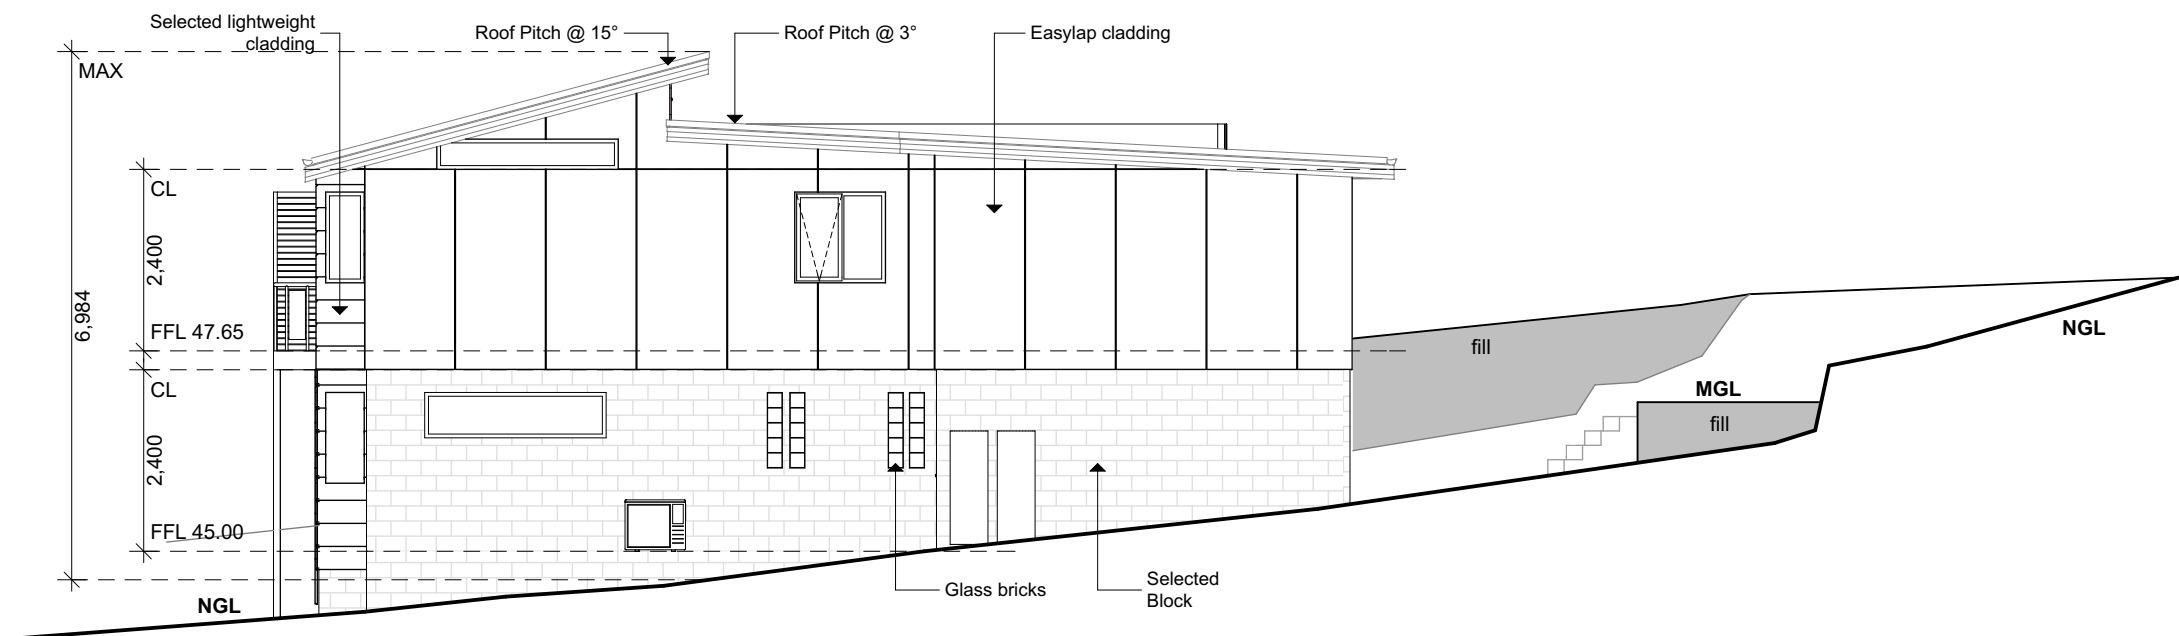 Selected lightweight
cladding
Roof Pitch @ 15°
Roof Pitch @ 3°
Easylap cladding
MAX
CL
2,400
6,984
FFL 47.65
CL
2,400
FFL 45.00
NGL
fill
MGL
fill
NGL
Glass bricks
Selected
Block